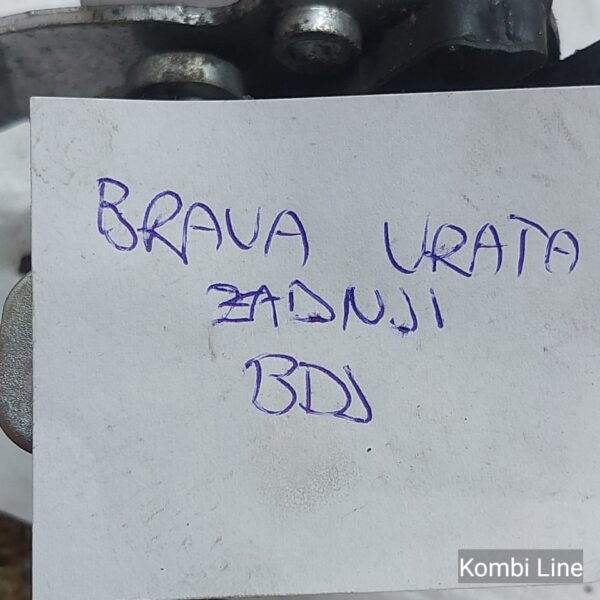 BRAVA VRATA
ZADNJI
BDJ
Kombi Line